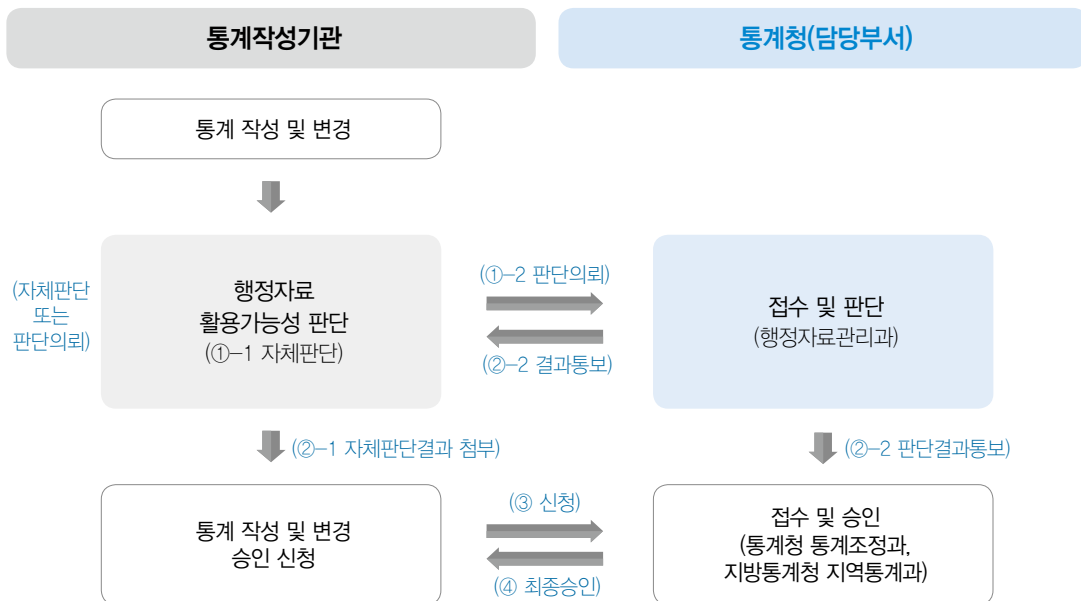 통계작성기관
통계청(담당부서)
통계 작성 및 변경
(자체판단
또는
판단의뢰)
행정자료
활용가능성 판단
(①-1 자체판단)
(①-2 판단의뢰)
(②-2 결과통보)
접수 및 판단
(행정자료관리과)
(②-1 자체판단결과 첨부)
(②-2 판단결과통보)
통계 작성 및 변경
승인 신청
(③ 신청)
(④ 최종승인)
접수 및 승인
(통계청 통계조정과,
지방통계청 지역통계과)